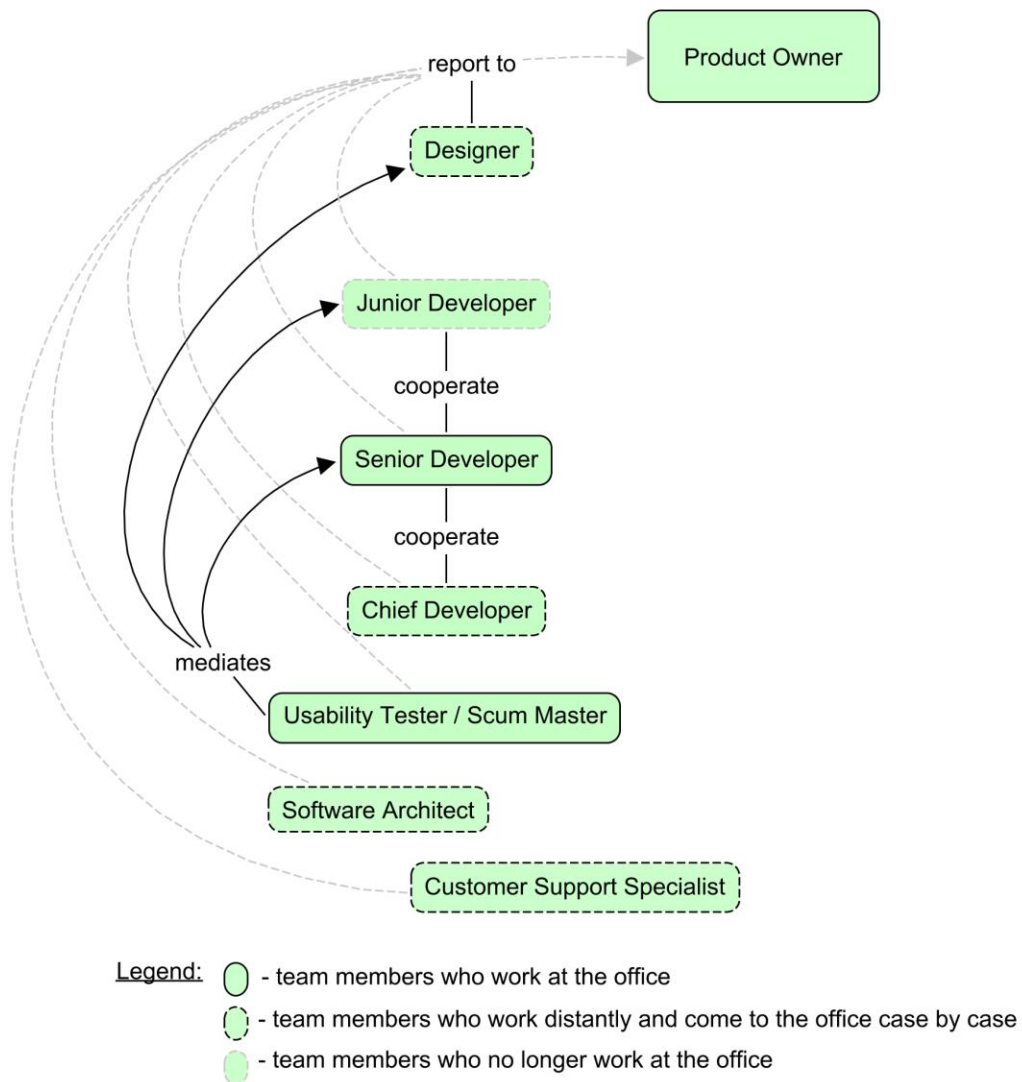 report to
Product Owner
Designer
Junior Developer
cooperate
Senior Developer
cooperate
Chief Developer
mediates
Usability Tester / Scum Master
Software Architect
Customer Support Specialist
Legend:
- team members who work at the office
- team members who work distantly and come to the office case by case
- team members who no longer work at the office